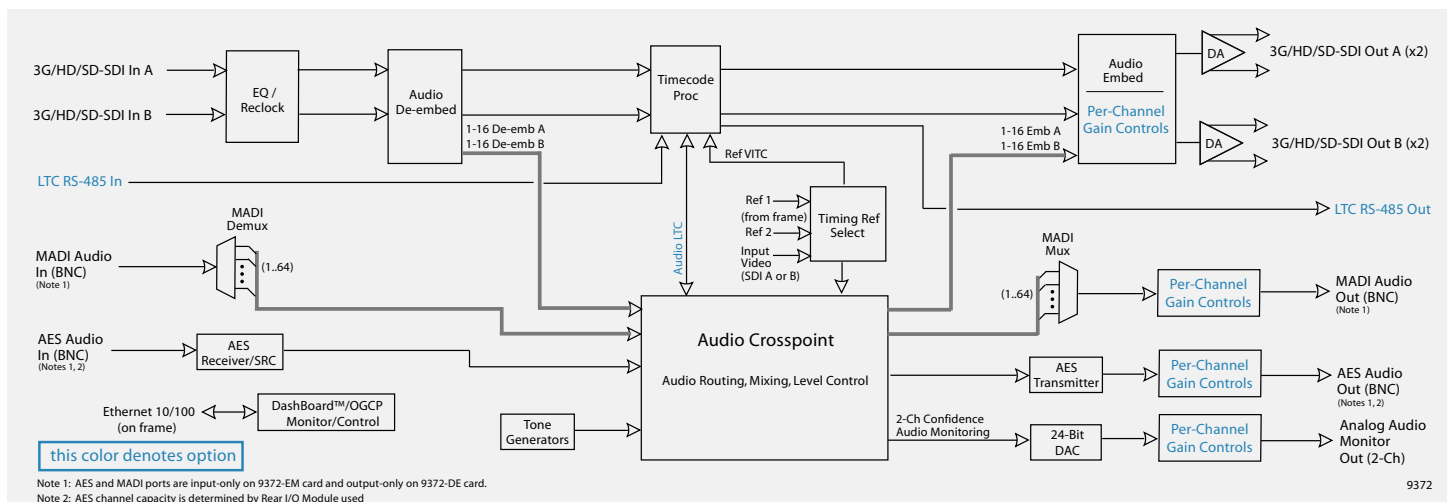 3G/HD/SD-SDI In A
3G/HD/SD-SDI In B
EQ /
Reclock
Audio
De-embed
1-16 De-emb A
1-16 De-emb B
Timecode
Proc
Audio
Embed
Per-Channel
Gain Controls
1-16 Emb A
1-16 Emb B
DA
3G/HD/SD-SDI Out A (x2)
DA
3G/HD/SD-SDI Out B (x2)
LTC RS-485 In
Ref VITC
Audio LTC
Ref 1
(from frame)
Ref 2
Input
Video
(SDI A or B)
Timing Ref
Select
LTC RS-485 Out
MADI
Demux
MADI Audio
In (BNC)
(Note 1)
(1..64)
MADI
Mux
(1..64)
Per-Channel
Gain Controls
MADI Audio
Out (BNC)
(Note 1)
AES Audio
In (BNC)
(Notes 1, 2)
AES
Receiver/SRC
Audio Crosspoint
Audio Routing, Mixing, Level Control
AES
Transmitter
Per-Channel
Gain Controls
AES Audio
Out (BNC)
(Notes 1, 2)
Ethernet 10/100
(on frame)
DashBoard™/OGCP
Monitor/Control
Tone
Generators
2-Ch Confidence
Audio Monitoring
24-Bit
DAC
Per-Channel
Gain Controls
Analog Audio
Monitor
Out (2-Ch)
this color denotes option
Note 1: AES and MADI ports are input-only on 9372-EM card and output-only on 9372-DE card.
Note 2: AES channel capacity is determined by Rear I/O Module used
9372